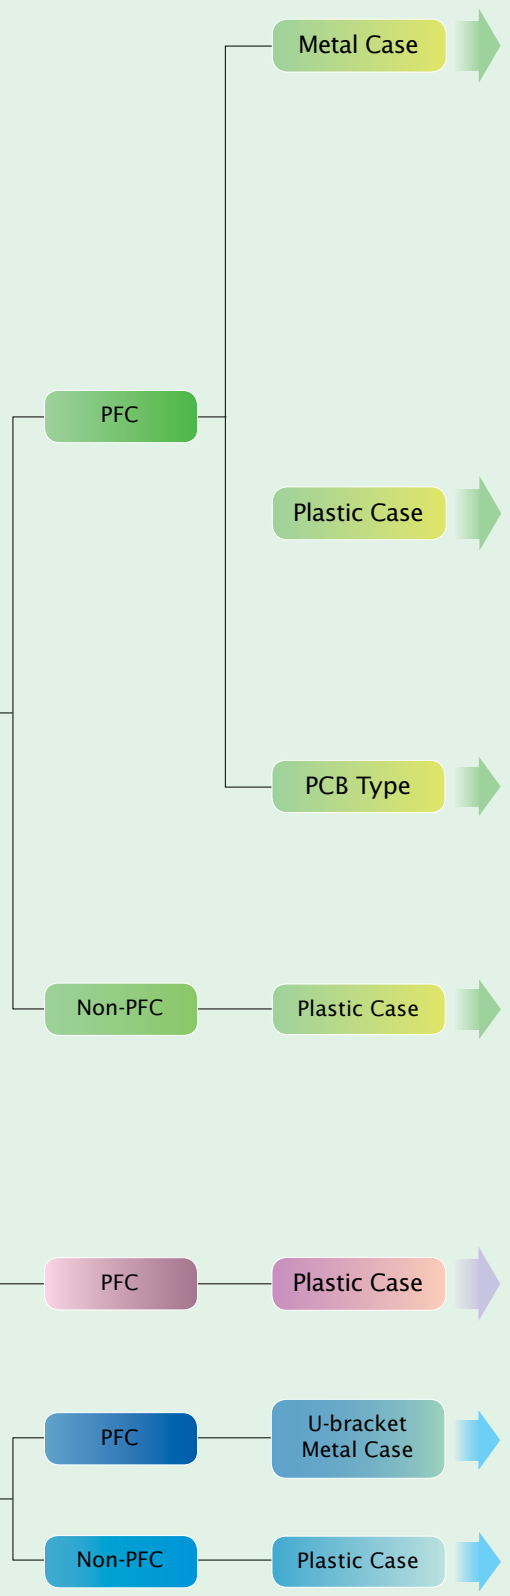 Metal Case
PFC
Plastic Case
PCB Type
Non-PFC
Plastic Case
PFC
Plastic Case
PFC
U-bracket
Metal Case
Non-PFC
Plastic Case